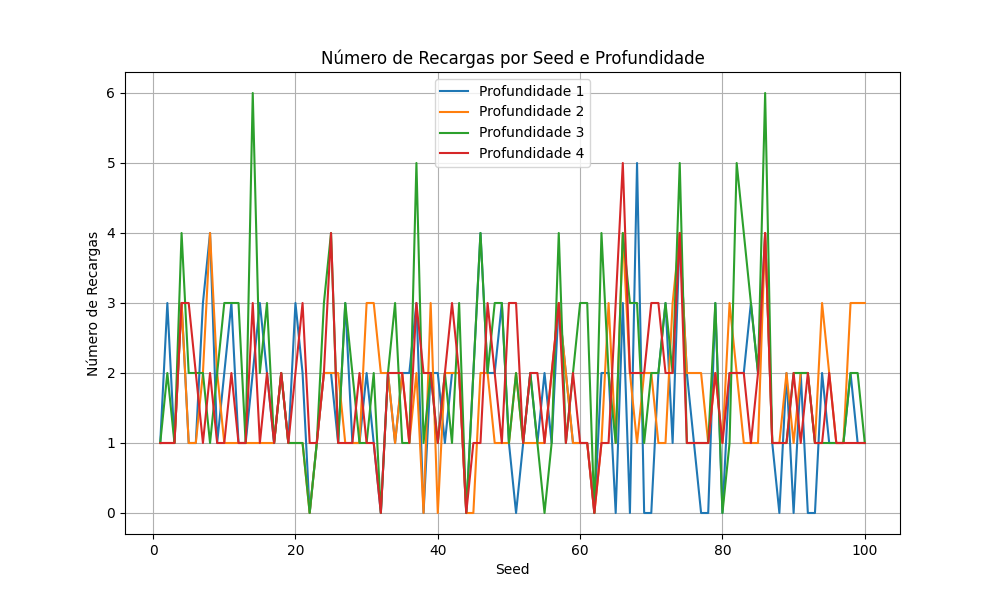 Número de Recargas por Seed e Profundidade
Profundidade 1
Profundidade 2
Profundidade 3
Profundidade 4
Número de Recargas
6
5
4
3
2
1
0
0 20 40 60 80 100
Seed